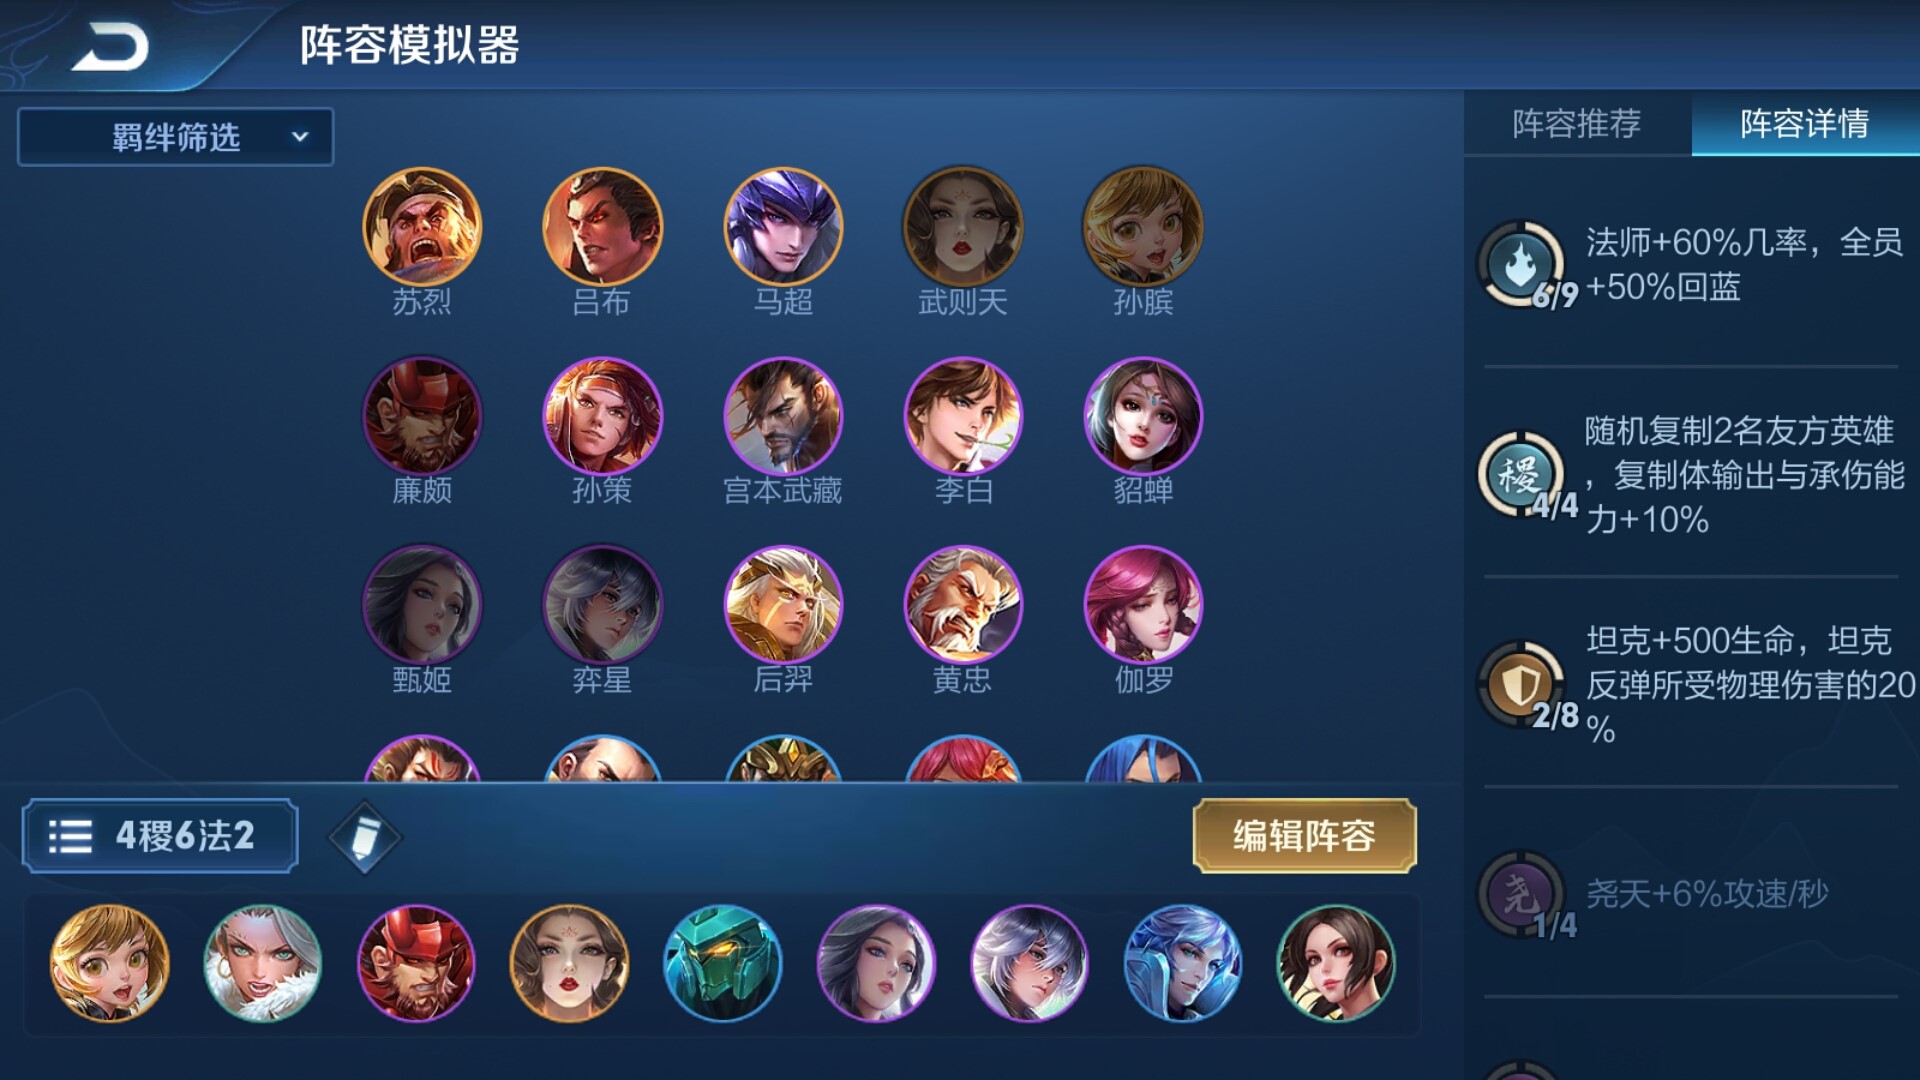 阵容模拟器
羁绊筛选
阵容推荐
阵容详情
苏烈
吕布
马超
武则天
孙膑
廉颇
孙策
宫本武藏
李白
貂蝉
甄姬
弈星
后羿
黄忠
伽罗
法师+60%几率，全员
+50%回蓝
6/9
随机复制2名友方英雄
，复制体输出与承伤能
力+10%
稷
4/4
坦克+500生命，坦克
反弹所受物理伤害的20
%
2/8
尧
尧天+6%攻速/秒
1/4
4稷6法2
编辑阵容